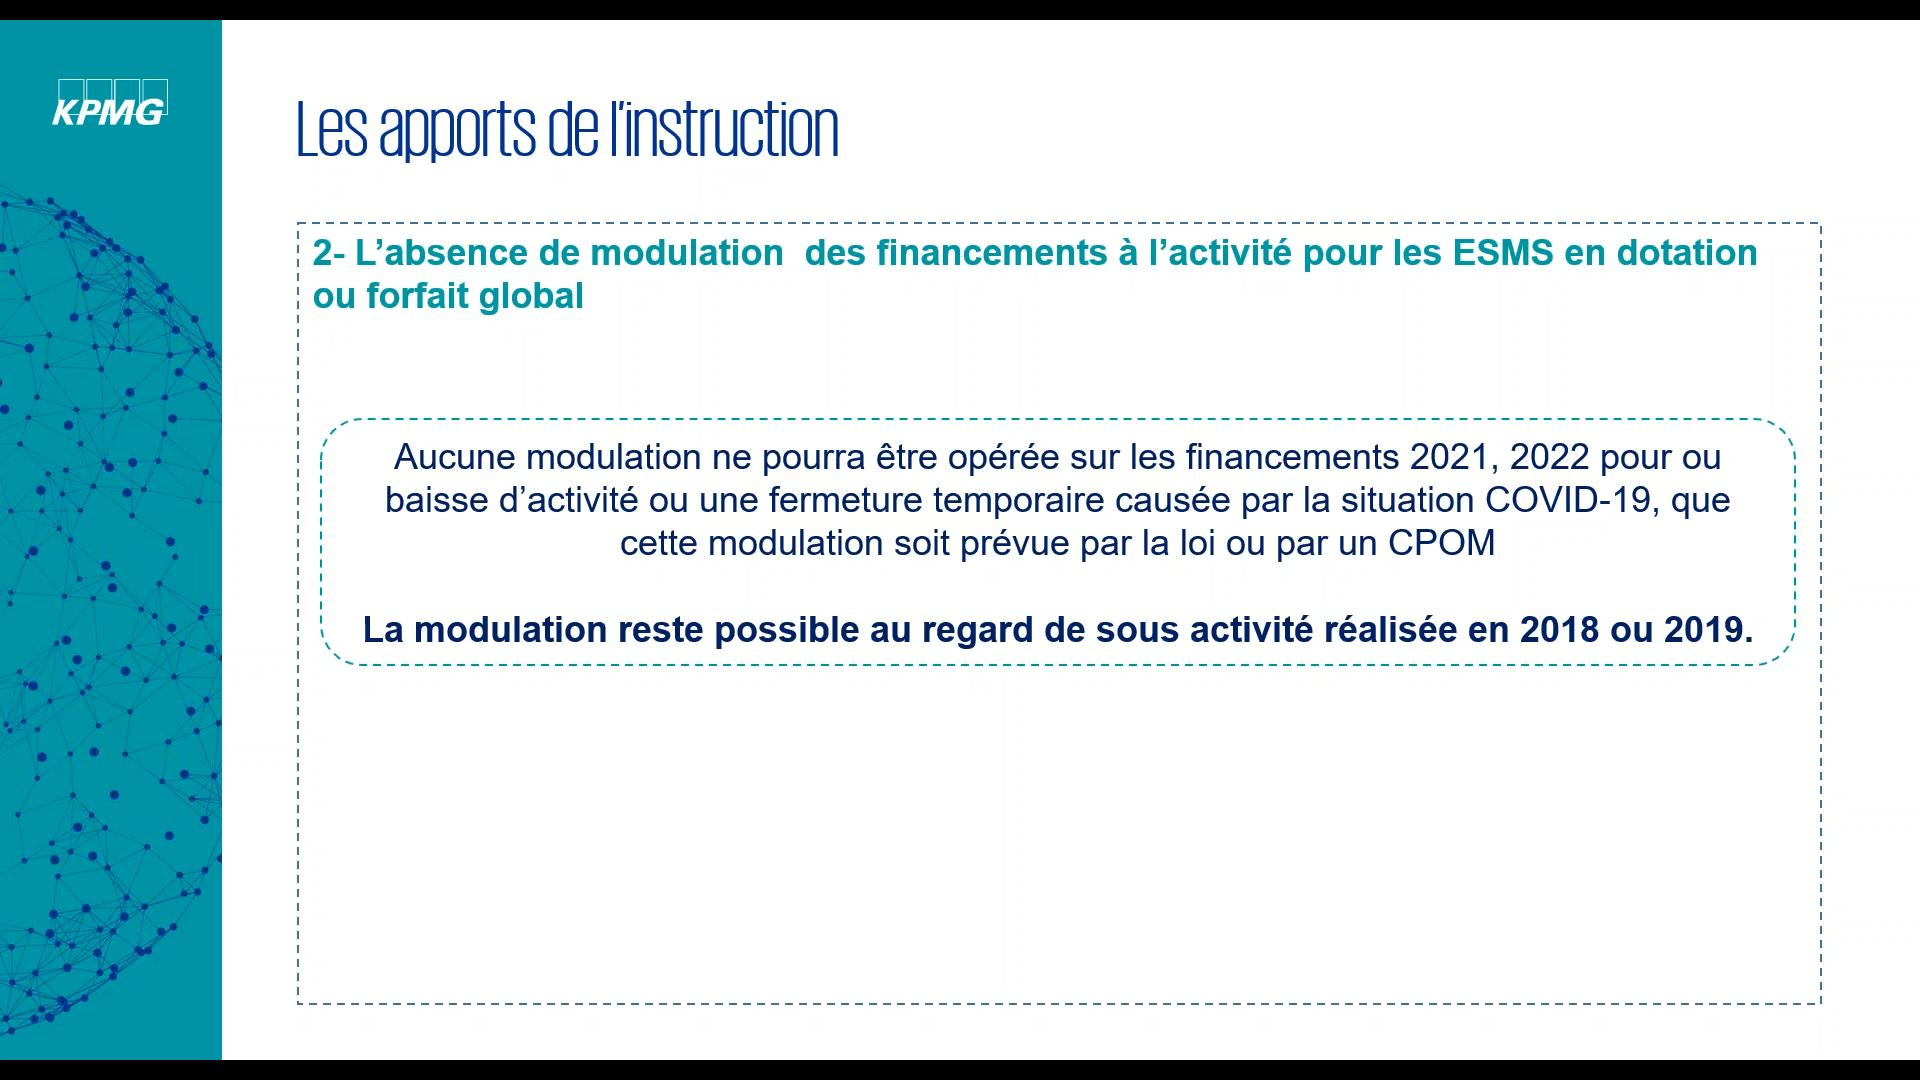 KPMG
Les apports de l'instruction
2- L’absence de modulation  des financements à l’activité pour les ESMS en dotation
ou forfait global
Aucune modulation ne pourra être opérée sur les financements 2021, 2022 pour ou
baisse d’activité ou une fermeture temporaire causée par la situation COVID-19, que
cette modulation soit prévue par la loi ou par un CPOM
La modulation reste possible au regard de sous activité réalisée en 2018 ou 2019.